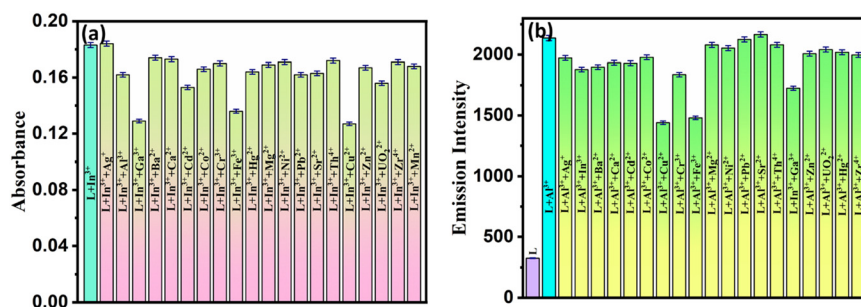 (a)
Absorbance
0.20
0.16
0.12
0.08
0.04
0.00
L+In³⁺
L+In³⁺+Ag⁺
L+In³⁺+Al³⁺
L+In³⁺+Ga³⁺
L+In³⁺+Ba²⁺
L+In³⁺+Ca²⁺
L+In³⁺+Cd²⁺
L+In³⁺+Co²⁺
L+In³⁺+Cr³⁺
L+In³⁺+Fe³⁺
L+In³⁺+Hg²⁺
L+In³⁺+Mg²⁺
L+In³⁺+Ni²⁺
L+In³⁺+Pb²⁺
L+In³⁺+Sr²⁺
L+In³⁺+Th⁴⁺
L+In³⁺+Cu²⁺
L+In³⁺+Zn²⁺
L+In³⁺+UO₂²⁺
L+In³⁺+Zr⁴⁺
L+In³⁺+Mn²⁺
(b)
Emission Intensity
2000
1500
1000
500
0
L
L+Al³⁺
L+Al³⁺+Ag⁺
L+Al³⁺+In³⁺
L+Al³⁺+Ba²⁺
L+Al³⁺+Ca²⁺
L+Al³⁺+Cd²⁺
L+Al³⁺+Co²⁺
L+Al³⁺+Cu²⁺
L+Al³⁺+Cr³⁺
L+Al³⁺+Fe³⁺
L+Al³⁺+Mg²⁺
L+Al³⁺+Ni²⁺
L+Al³⁺+Pb²⁺
L+Al³⁺+Sr²⁺
L+Al³⁺+Th⁴⁺
L+In³⁺+Ga³⁺
L+Al³⁺+Zn²⁺
L+Al³⁺+UO₂²⁺
L+Al³⁺+Hg²⁺
L+Al³⁺+Zr⁴⁺